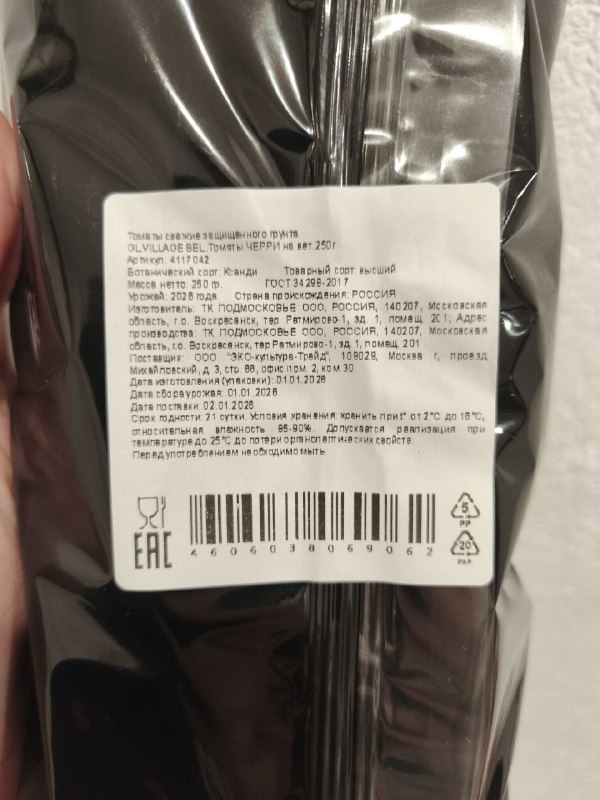 Томаты свежие защищенного грунта
GLVILLAGE BEL.Томаты ЧЕРРИ на вет.250г
Артикул: 4117042
Ботанический сорт: Ксанди Товарный сорт: высший
Масса нетто: 250 гр. ГОСТ 34298-2017
Урожай: 2026 года. Страна происхождения: РОССИЯ
Изготовитель: ТК ПОДМОСКОВЬЕ ООО, РОССИЯ, 140207, Московская
область, г.о. Воскресенск, тер Ратмирово-1, зд. 1, помещ. 201; Адрес
производства: ТК ПОДМОСКОВЬЕ ООО, РОССИЯ, 140207, Московская
область, г.о. Воскресенск, тер Ратмирово-1, зд. 1, помещ. 201
Поставщик: ООО "ЭКО-культура-Трейд", 109029, Москва г, проезд
Михайловский, д. 3, стр. 66, офис пом. 2, ком 30
Дата изготовления (упаковки): 01.01.2026
Дата сбора урожая: 01.01.2026
Дата поставки: 02.01.2026
Срок годности: 21 сутки. Условия хранения: хранить при t° от 2°С до 16°С,
относительная влажность 85-90%. Допускается реализация при
температуре до 25°С до потери органолептических свойств.
Перед употреблением необходимо мыть.
EAC
4606038069062
5
PP
20
PAP